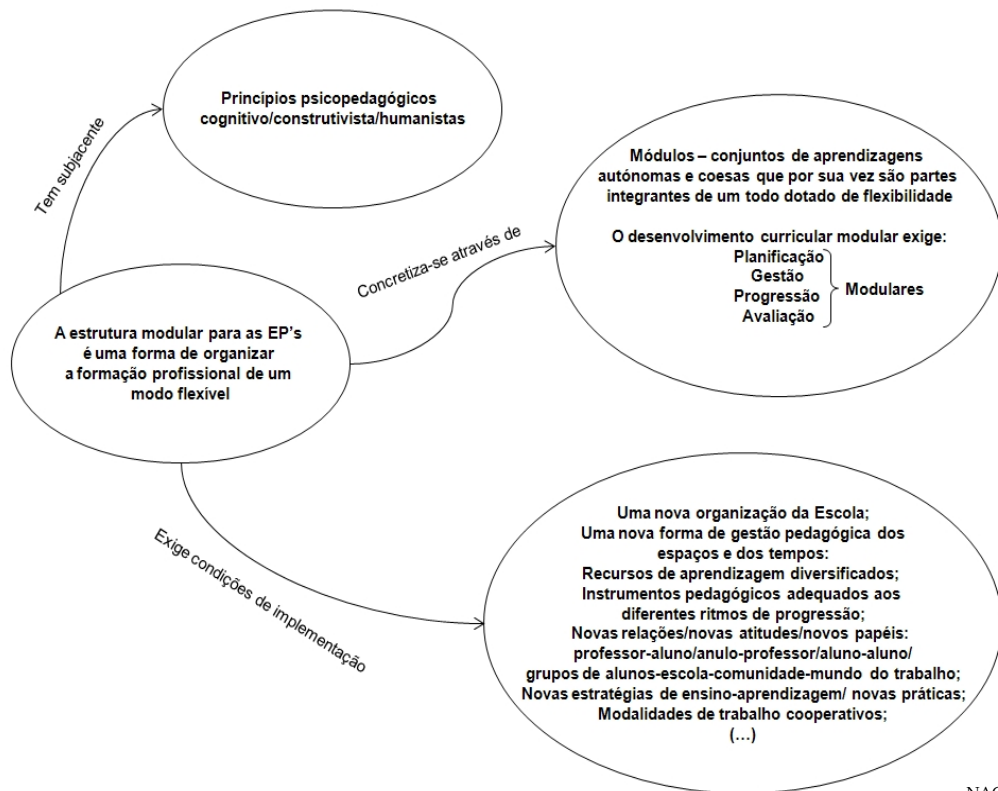 Princípios psicopedagógicos
cognitivo/construtivista/humanistas
Tem subjacente
Módulos – conjuntos de aprendizagens
autónomas e coesas que por sua vez são partes
integrantes de um todo dotado de flexibilidade
O desenvolvimento curricular modular exige:
Planificação
Gestão
Progressão
Avaliação
Modulares
Concretiza-se através de
A estrutura modular para as EP's
é uma forma de organizar
a formação profissional de um
modo flexível
Exige condições de implementação
Uma nova organização da Escola;
Uma nova forma de gestão pedagógica dos
espaços e dos tempos:
Recursos de aprendizagem diversificados;
Instrumentos pedagógicos adequados aos
diferentes ritmos de progressão;
Novas relações/novas atitudes/novos papéis:
professor-aluno/anulo-professor/aluno-aluno/
grupos de alunos-escola-comunidade-mundo do trabalho;
Novas estratégias de ensino-aprendizagem/ novas práticas;
Modalidades de trabalho cooperativos;
(…)